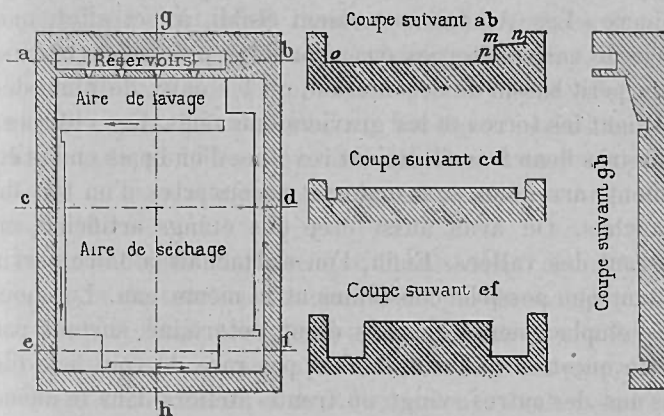 g
a
b
Réservoirs
Aire de lavage
c
d
Aire de séchage
e
f
h
Coupe suivant ab
o
m
n
n
Coupe suivant cd
Coupe suivant ef
Coupe suivant gh